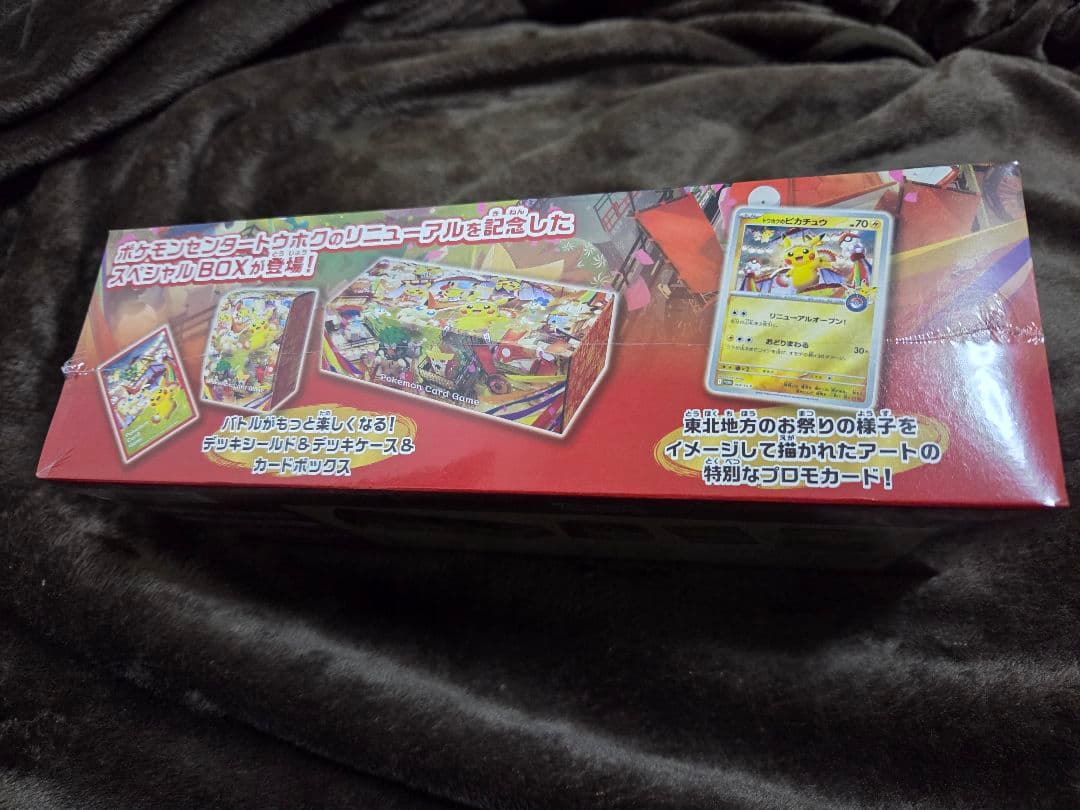 ポケモンセンタートウホクのリニューアルを記念した
スペシャルBOXが登場!
Pokémon Card Game
バトルがもっと楽しくなる!
デッキシールド&デッキケース&
カードボックス
トウホクのピカチュウ
70
リニューアルオープン!
おどりまわる
30+
東北地方のお祭りの様子を
イメージして描かれたアートの
特別なプロモカード!